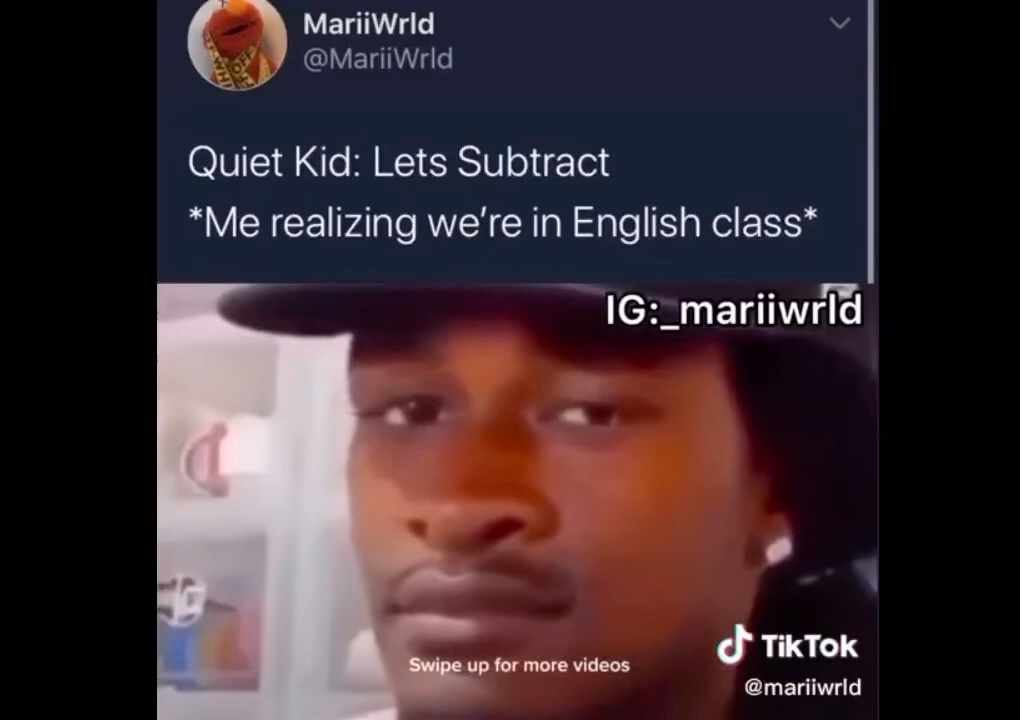 MariiWrld
@MariiWrld
Quiet Kid: Lets Subtract
*Me realizing we're in English class*
IG:_mariiwrld
Swipe up for more videos
TikTok
@mariiwrld